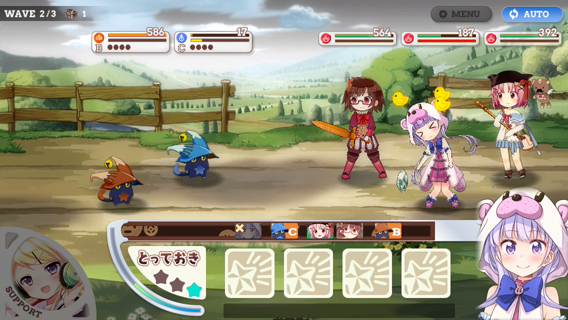 WAVE 2/3 1
MENU
AUTO
586
B
17
C
564
187
392
C
B
とっておき
SUPPORT